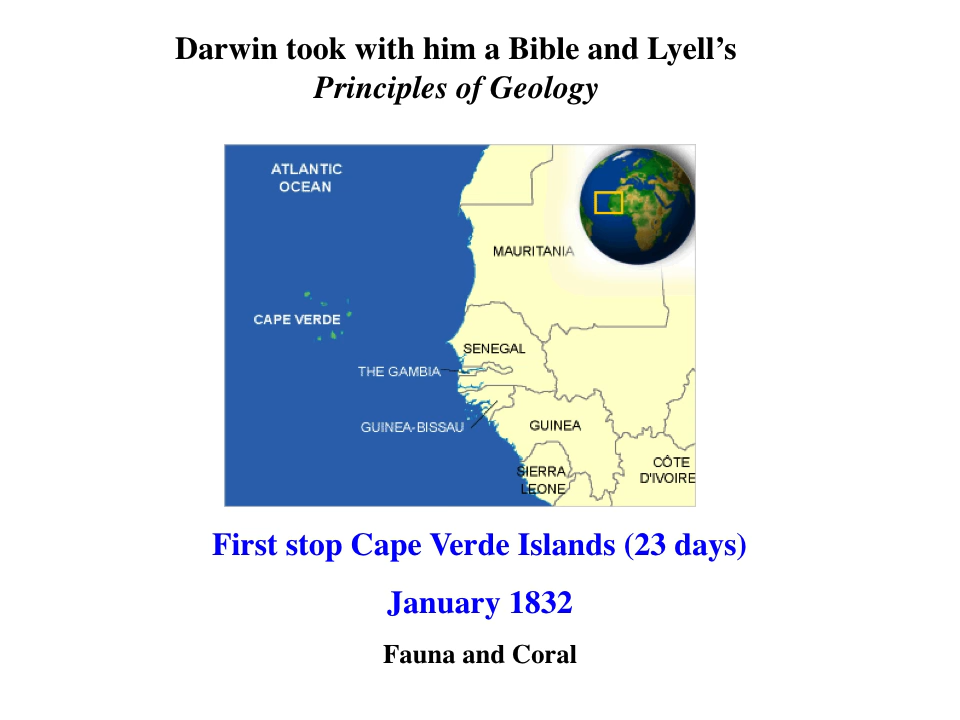 Darwin took with him a Bible and Lyell’s
Principles of Geology
ATLANTIC
OCEAN
MAURITANIA
CAPE VERDE
SENEGAL
THE GAMBIA
GUINEA-BISSAU
GUINEA
SIERRA
LEONE
CÔTE
D'IVOIRE
First stop Cape Verde Islands (23 days)
January 1832
Fauna and Coral